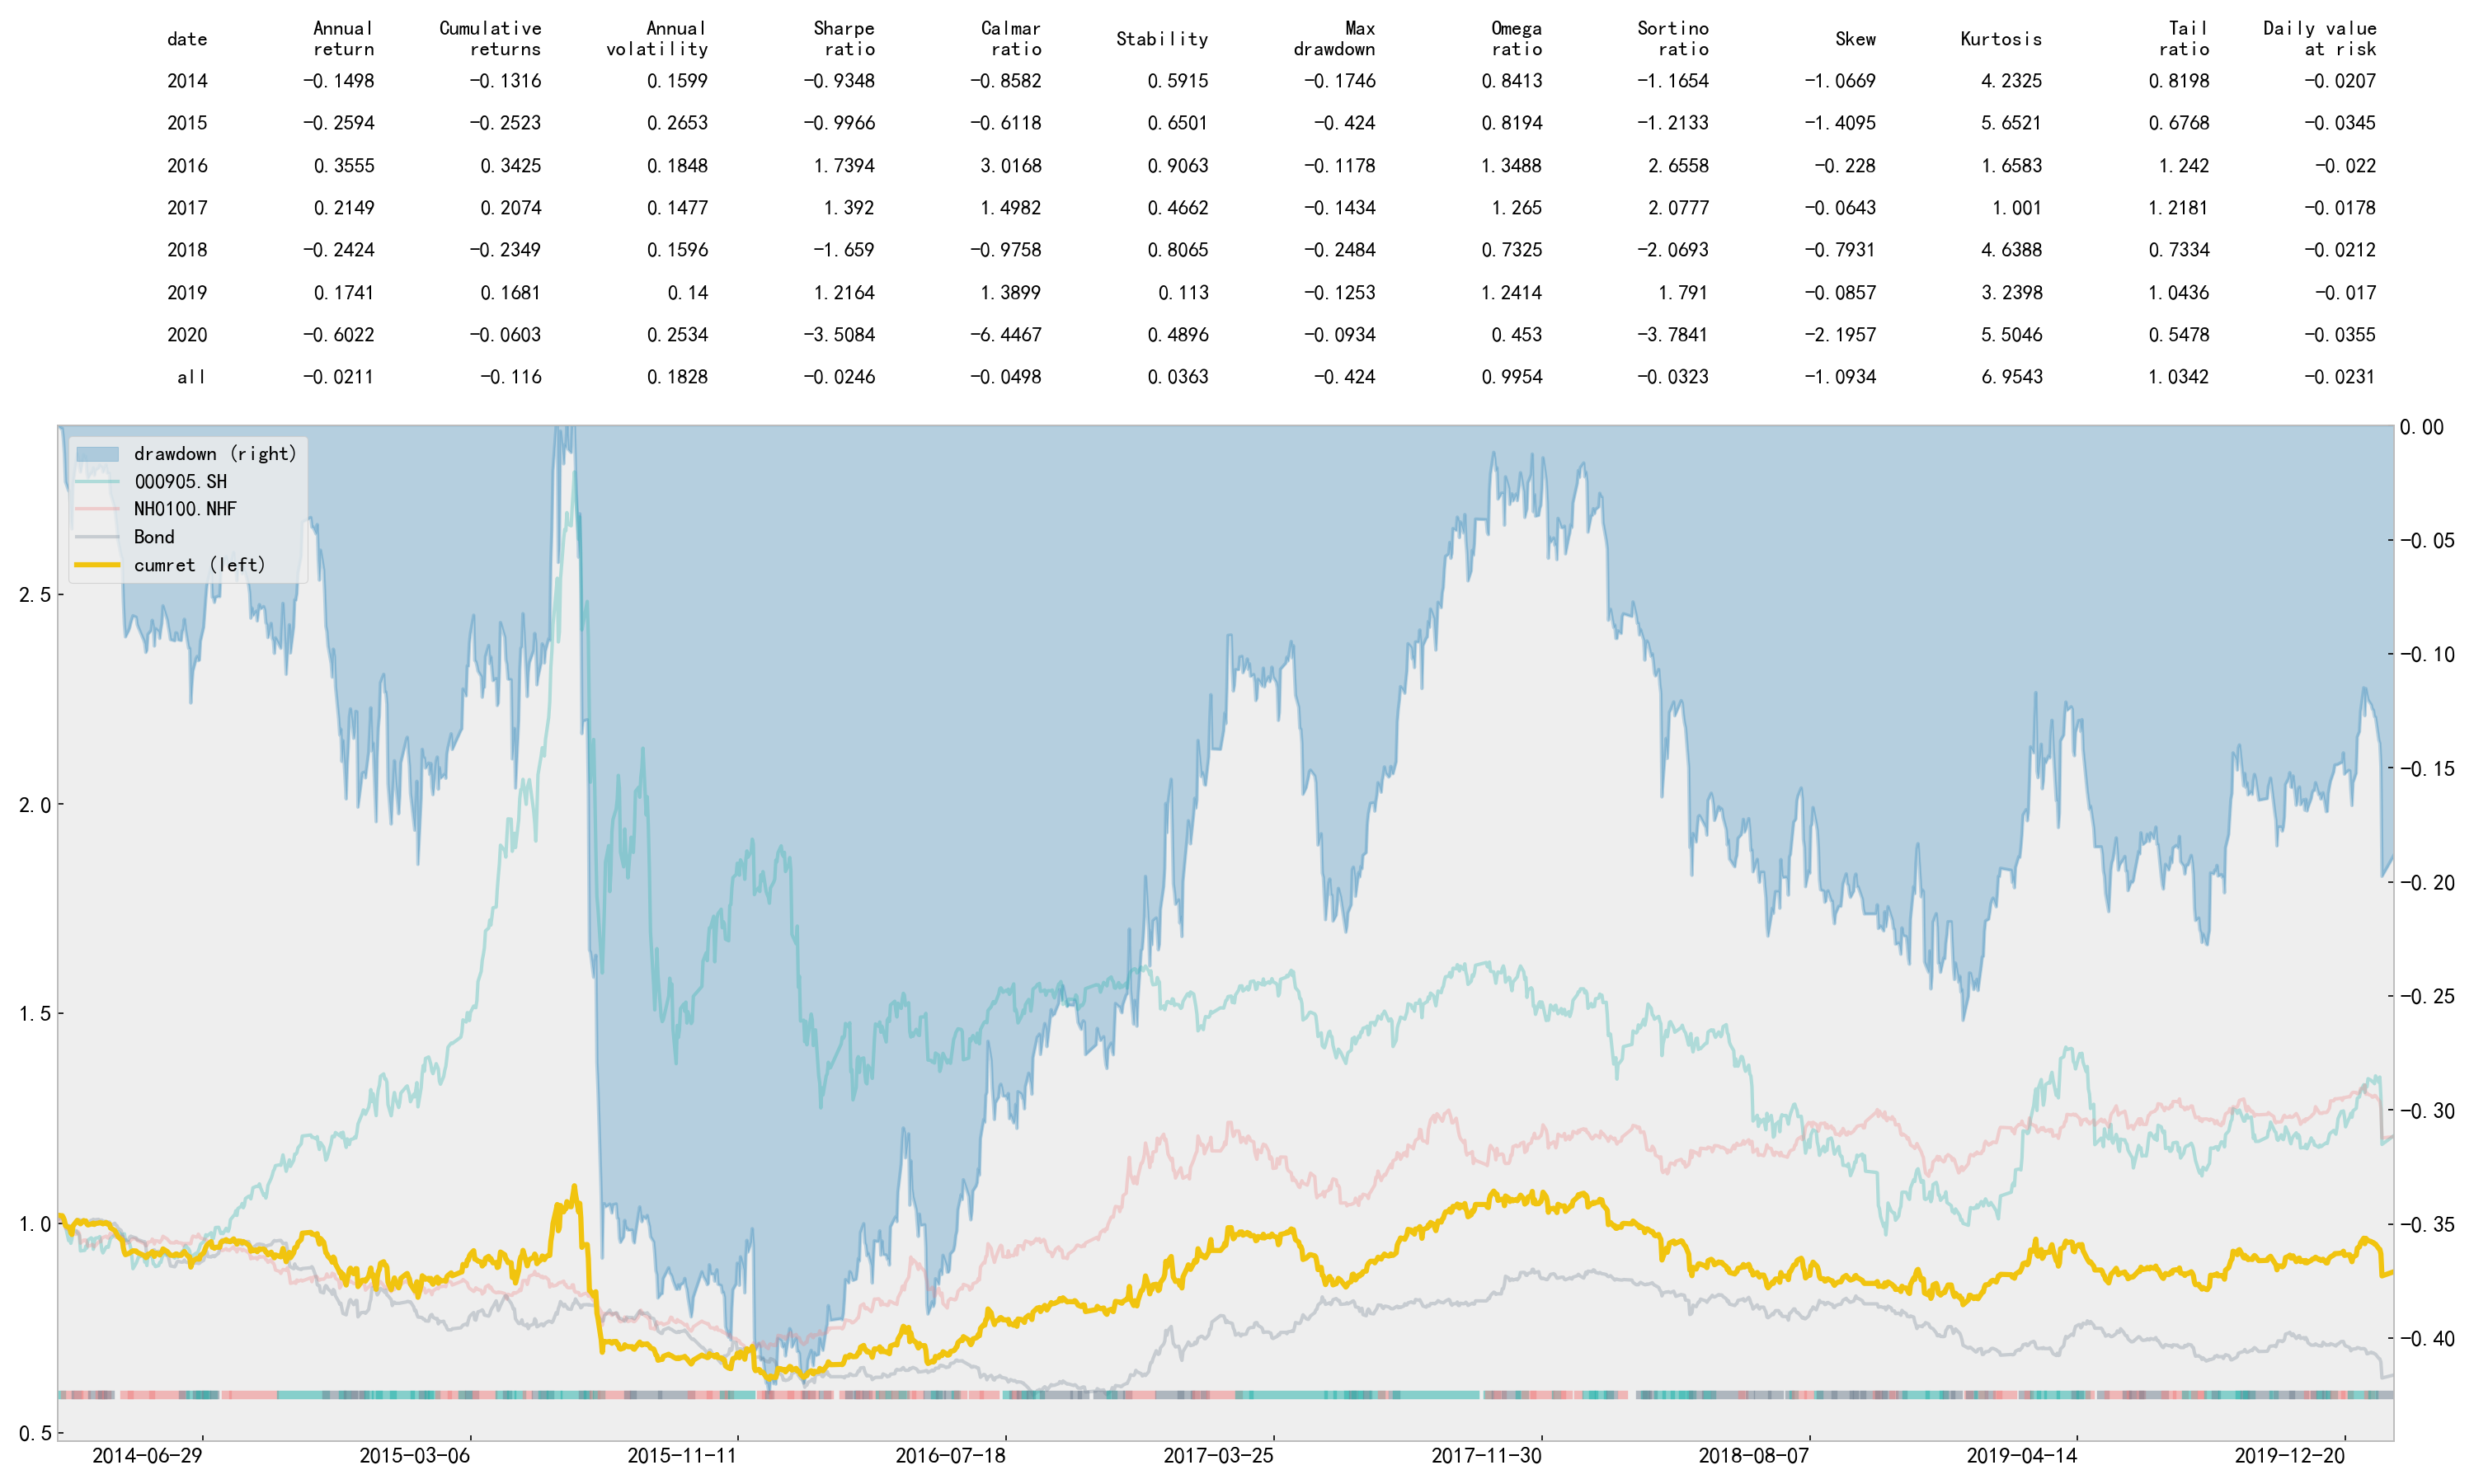 date Annual return Cumulative returns Annual volatility Sharpe ratio Calmar ratio Stability Max drawdown Omega ratio Sortino ratio Skew Kurtosis Tail ratio Daily value at risk
2014 −0.1498 −0.1316 0.1599 −0.9348 −0.8582 0.5915 −0.1746 0.8413 −1.1654 −1.0669 4.2325 0.8198 −0.0207
2015 −0.2594 −0.2523 0.2653 −0.9966 −0.6118 0.6501 −0.424 0.8194 −1.2133 −1.4095 5.6521 0.6768 −0.0345
2016 0.3555 0.3425 0.1848 1.7394 3.0168 0.9063 −0.1178 1.3488 2.6558 −0.228 1.6583 1.242 −0.022
2017 0.2149 0.2074 0.1477 1.392 1.4982 0.4662 −0.1434 1.265 2.0777 −0.0643 1.001 1.2181 −0.0178
2018 −0.2424 −0.2349 0.1596 −1.659 −0.9758 0.8065 −0.2484 0.7325 −2.0693 −0.7931 4.6388 0.7334 −0.0212
2019 0.1741 0.1681 0.14 1.2164 1.3899 0.113 −0.1253 1.2414 1.791 −0.0857 3.2398 1.0436 −0.017
2020 −0.6022 −0.0603 0.2534 −3.5084 −6.4467 0.4896 −0.0934 0.453 −3.7841 −2.1957 5.5046 0.5478 −0.0355
all −0.0211 −0.116 0.1828 −0.0246 −0.0498 0.0363 −0.424 0.9954 −0.0323 −1.0934 6.9543 1.0342 −0.0231
drawdown (right)
000905.SH
NH0100.NHF
Bond
cumret (left)
2.5
2.0
1.5
1.0
0.5
0.00
−0.05
−0.10
−0.15
−0.20
−0.25
−0.30
−0.35
−0.40
2014-06-29 2015-03-06 2015-11-11 2016-07-18 2017-03-25 2017-11-30 2018-08-07 2019-04-14 2019-12-20